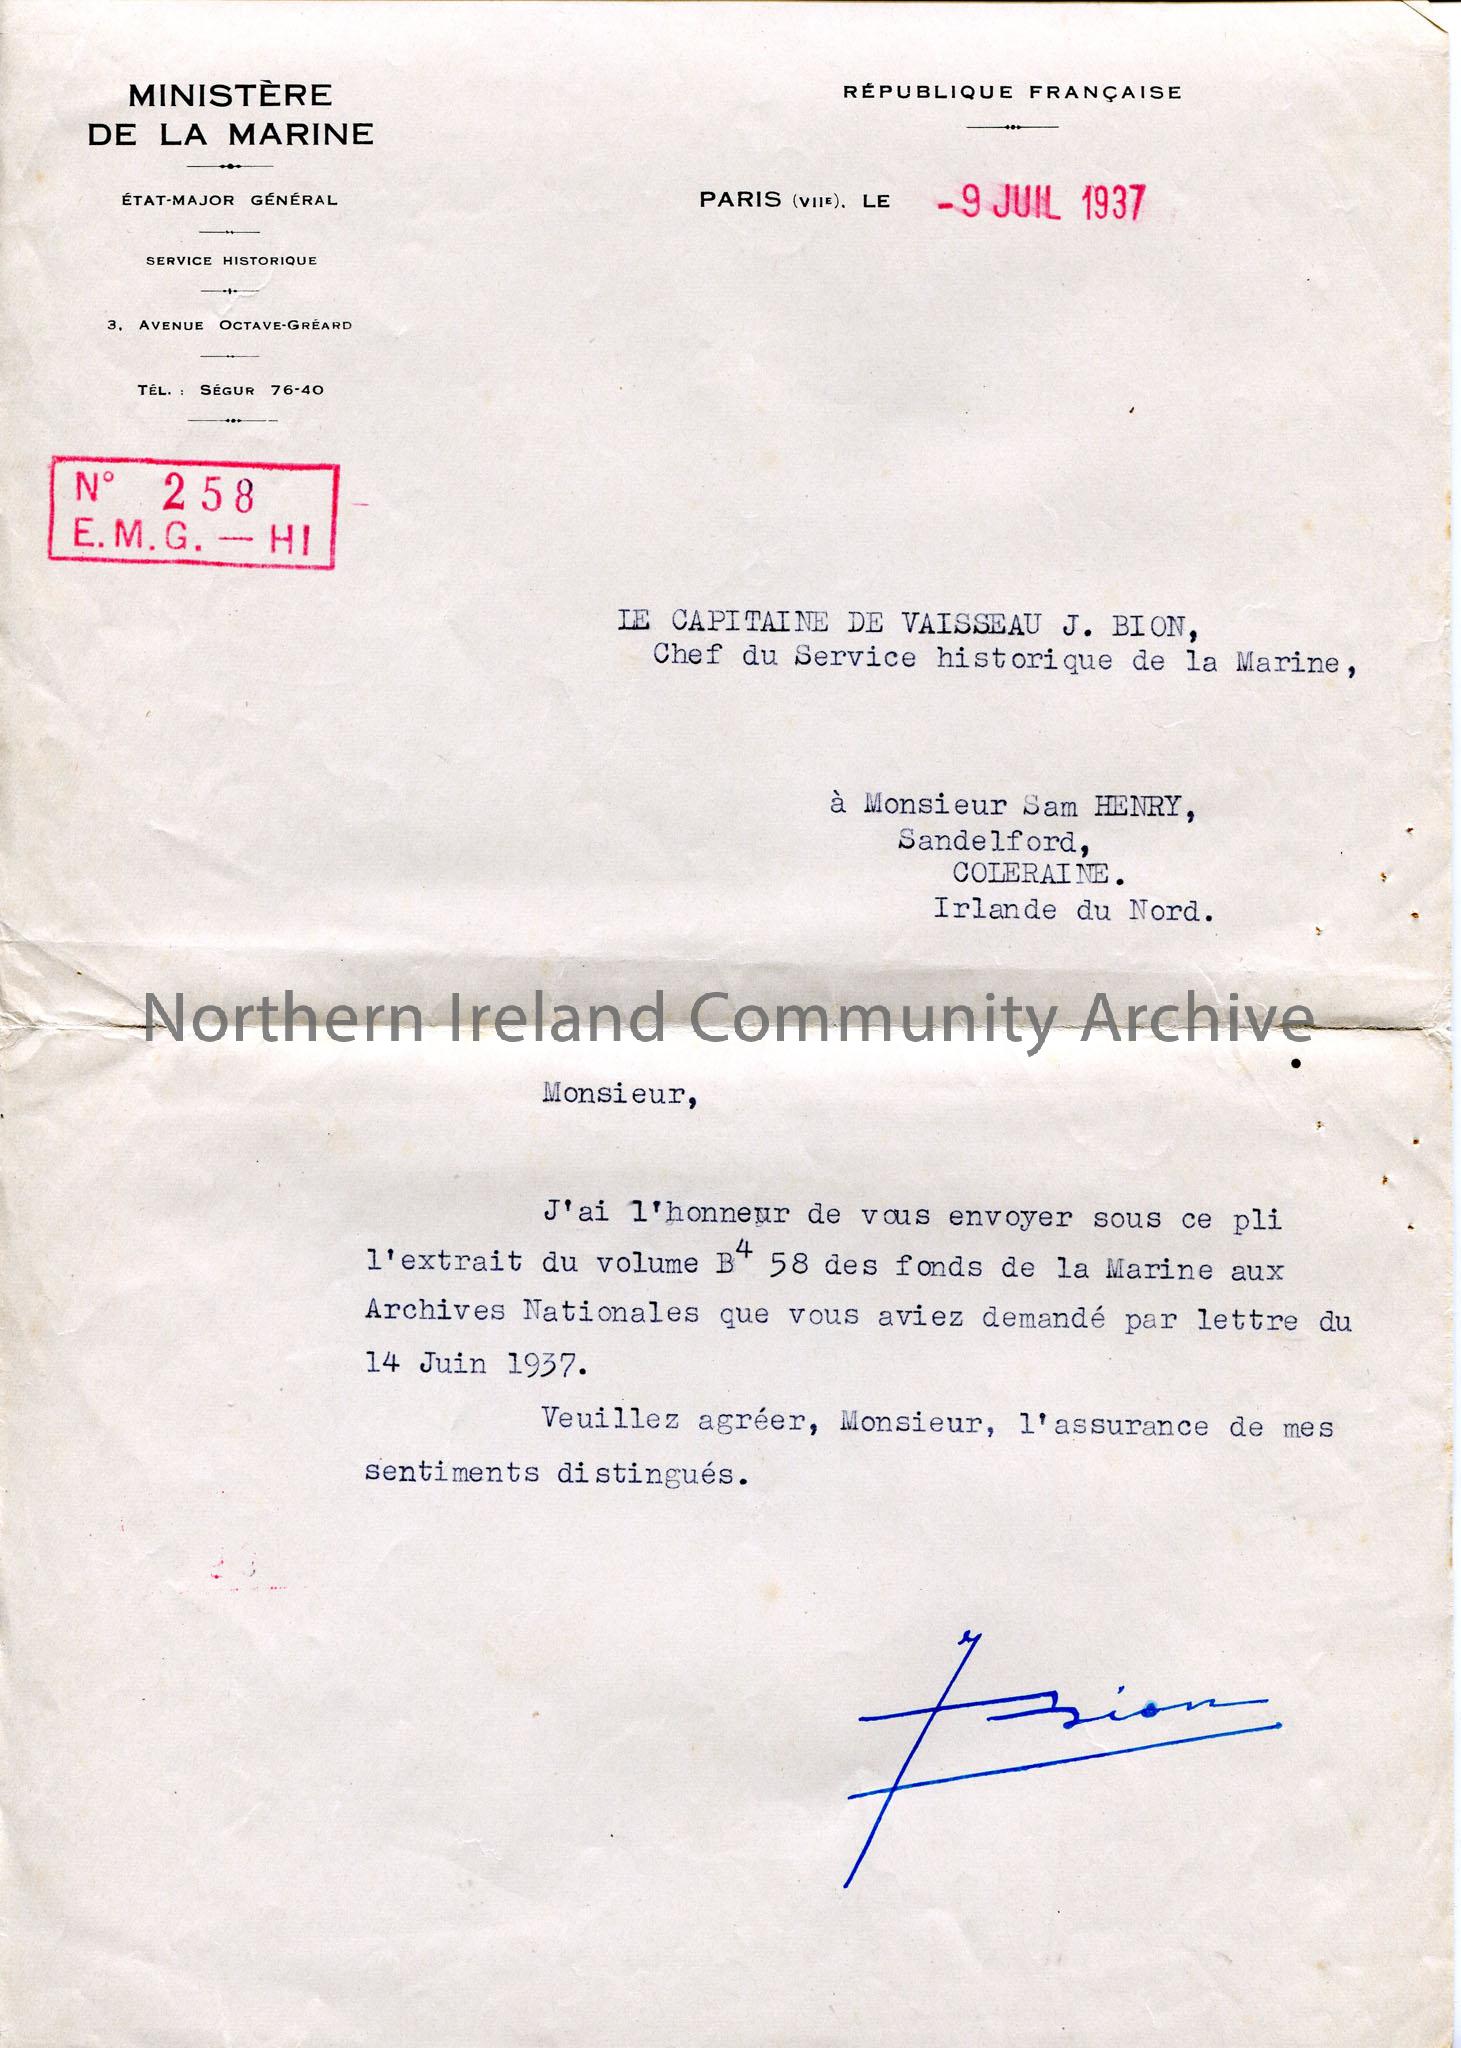 MINISTÈRE
DE LA MARINE
ÉTAT-MAJOR GÉNÉRAL
SERVICE HISTORIQUE
3, AVENUE OCTAVE-GRÉARD
TÉL. : SÉGUR 76-40
N° 258
E.M.G. — HI
RÉPUBLIQUE FRANÇAISE
PARIS (VIIE), LE -9 JUIL 1937
LE CAPITAINE DE VAISSEAU J. BION,
Chef du Service historique de la Marine,
à Monsieur Sam HENRY,
Sandelford,
COLERAINE.
Irlande du Nord.
Northern Ireland Community Archive
Monsieur,
J'ai l'honneur de vous envoyer sous ce pli
l'extrait du volume B⁴ 58 des fonds de la Marine aux
Archives Nationales que vous aviez demandé par lettre du
14 Juin 1937.
Veuillez agréer, Monsieur, l'assurance de mes
sentiments distingués.
J Bion